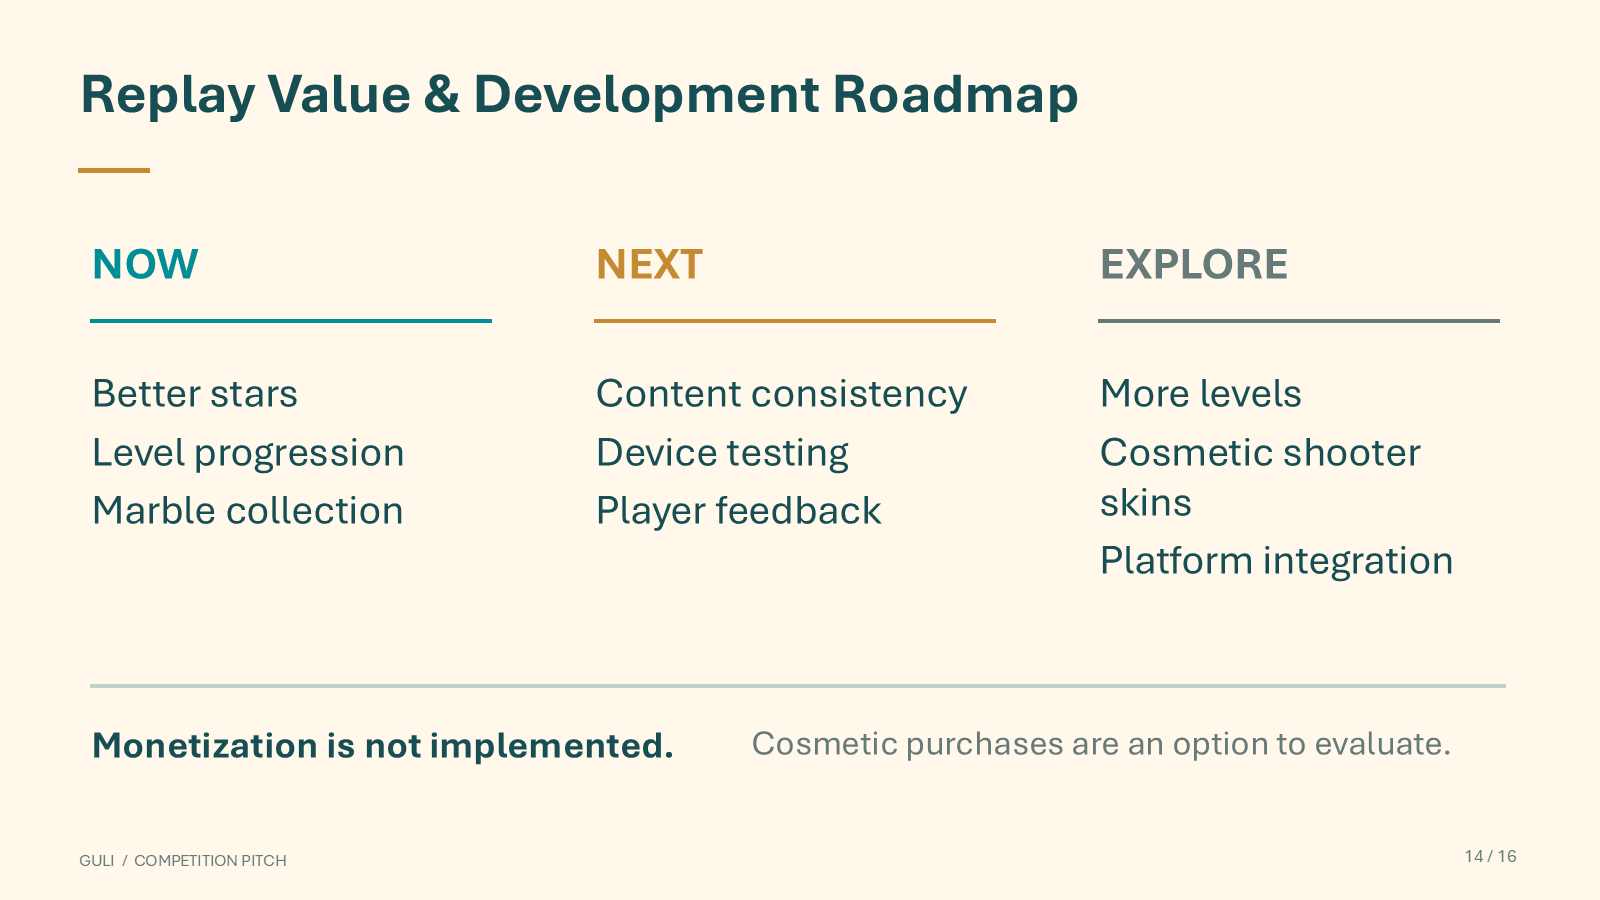 Replay Value & Development Roadmap
NOW
Better stars
Level progression
Marble collection
NEXT
Content consistency
Device testing
Player feedback
EXPLORE
More levels
Cosmetic shooter
skins
Platform integration
Monetization is not implemented.
Cosmetic purchases are an option to evaluate.
GULI / COMPETITION PITCH
14 / 16